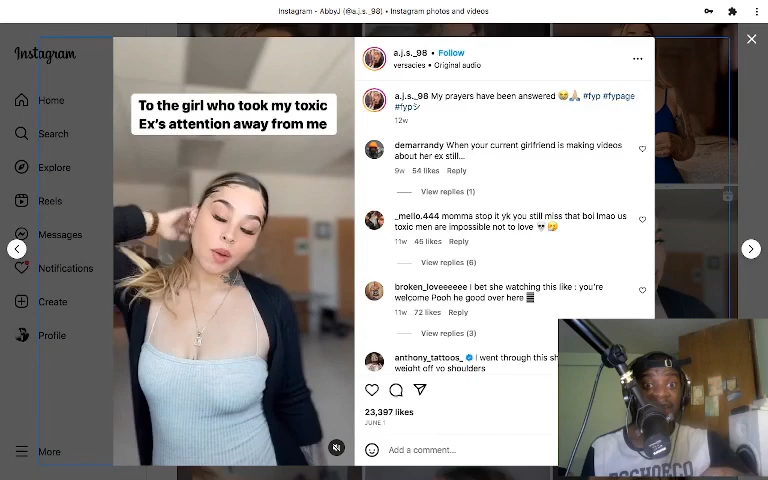 Instagram - AbbyJ (@a.j.s._98) • Instagram photos and videos
Instagram
Home
Search
Explore
Reels
Messages
Notifications
Create
Profile
More
To the girl who took my toxic
Ex's attention away from me
a.j.s._98 • Follow
versacies • Original audio
a.j.s._98 My prayers have been answered 😭🙏🏼 #fyp #fypage
#fypシ
12w
demarrandy When your current girlfriend is making videos
about her ex still...
9w 54 likes Reply
View replies (1)
_mello.444 momma stop it yk you still miss that boi lmao us
toxic men are impossible not to love
11w 45 likes Reply
View replies (6)
broken_loveeeeee I bet she watching this like : you're
welcome Pooh he good over here
11w 72 likes Reply
View replies (3)
anthony_tattoos_ I went through this sh
weight off yo shoulders
23,397 likes
JUNE 1
Add a comment...